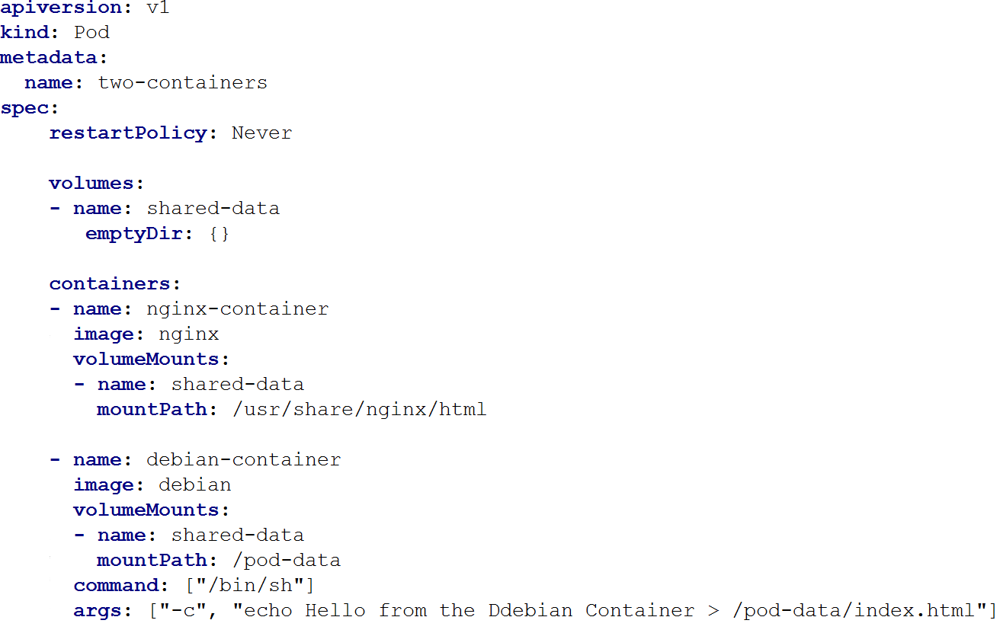 apiversion: v1
kind: Pod
metadata:
  name: two-containers
spec:
    restartPolicy: Never

    volumes:
    - name: shared-data
       emptyDir: {}

    containers:
    - name: nginx-container
      image: nginx
      volumeMounts:
      - name: shared-data
        mountPath: /usr/share/nginx/html

    - name: debian-container
      image: debian
      volumeMounts:
      - name: shared-data
        mountPath: /pod-data
      command: ["/bin/sh"]
      args: ["-c", "echo Hello from the Ddebian Container > /pod-data/index.html"]